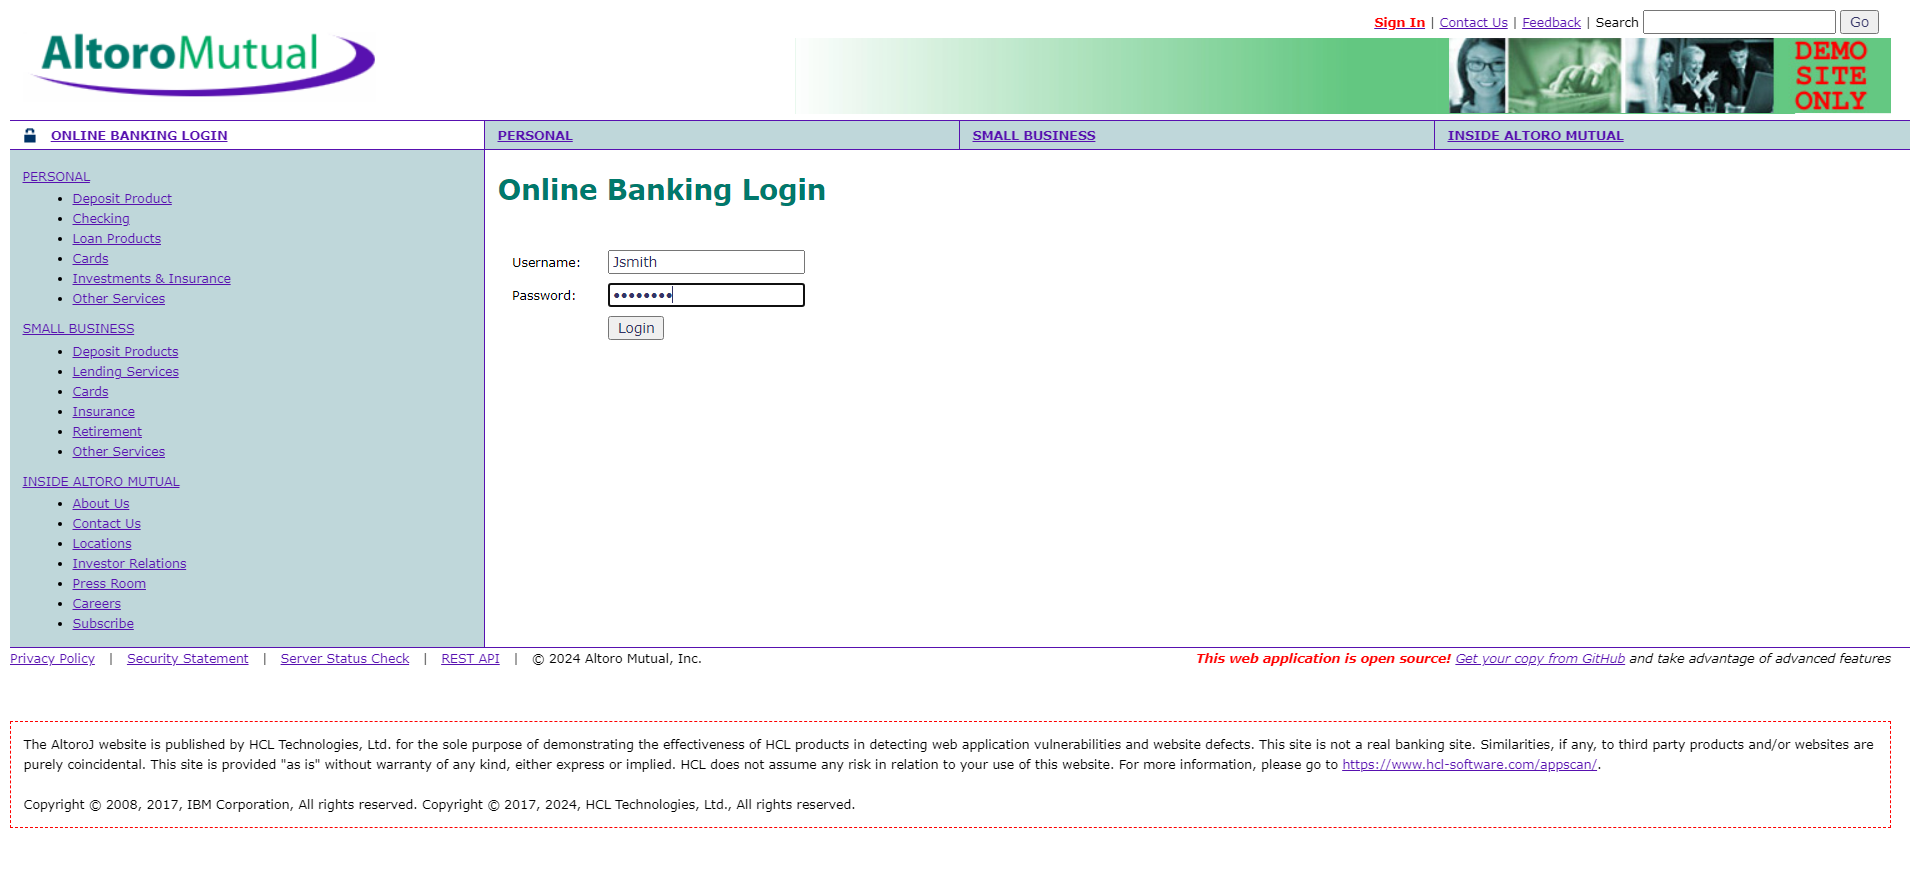 Sign In | Contact Us | Feedback | Search Go
AltoroMutual
DEMO
SITE
ONLY
ONLINE BANKING LOGIN
PERSONAL
SMALL BUSINESS
INSIDE ALTORO MUTUAL
PERSONAL
• Deposit Product
• Checking
• Loan Products
• Cards
• Investments & Insurance
• Other Services
SMALL BUSINESS
• Deposit Products
• Lending Services
• Cards
• Insurance
• Retirement
• Other Services
INSIDE ALTORO MUTUAL
• About Us
• Contact Us
• Locations
• Investor Relations
• Press Room
• Careers
• Subscribe
Online Banking Login
Username: Jsmith
Password: ••••••••
Login
Privacy Policy | Security Statement | Server Status Check | REST API | © 2024 Altoro Mutual, Inc.
This web application is open source! Get your copy from GitHub and take advantage of advanced features
The AltoroJ website is published by HCL Technologies, Ltd. for the sole purpose of demonstrating the effectiveness of HCL products in detecting web application vulnerabilities and website defects. This site is not a real banking site. Similarities, if any, to third party products and/or websites are
purely coincidental. This site is provided "as is" without warranty of any kind, either express or implied. HCL does not assume any risk in relation to your use of this website. For more information, please go to https://www.hcl-software.com/appscan/.
Copyright © 2008, 2017, IBM Corporation, All rights reserved. Copyright © 2017, 2024, HCL Technologies, Ltd., All rights reserved.